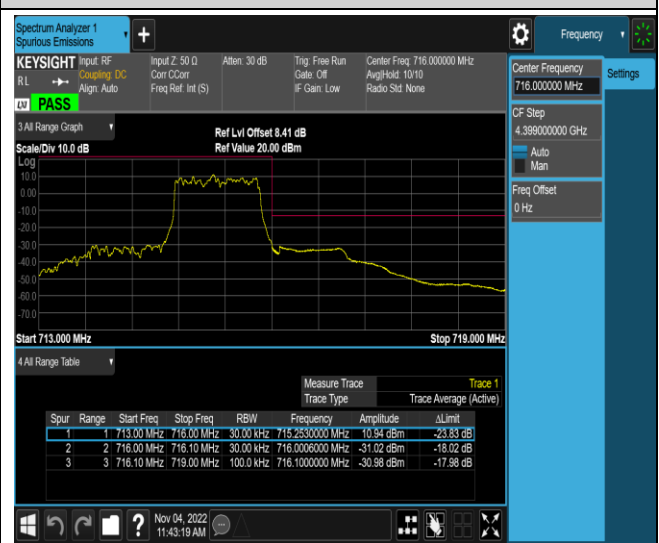 Spectrum Analyzer 1
Spurious Emissions
Frequency
KEYSIGHT Input: RF Input Z: 50 Ω Atten: 30 dB Trig: Free Run Center Freq: 716.000000 MHz
RL Coupling: DC Corr CCorr Gate: Off Avg|Hold: 10/10
Align: Auto Freq Ref: Int (S) IF Gain: Low Radio Std: None
LXI PASS
Center Frequency
716.000000 MHz
Settings
CF Step
4.399000000 GHz
Auto
Man
Freq Offset
0 Hz
3 All Range Graph
Ref Lvl Offset 8.41 dB
Scale/Div 10.0 dB Ref Value 20.00 dBm
Log
10.0
0.00
-10.0
-20.0
-30.0
-40.0
-50.0
-60.0
-70.0
Start 713.000 MHz Stop 719.000 MHz
4 All Range Table
Measure Trace Trace 1
Trace Type Trace Average (Active)
Spur Range Start Freq Stop Freq RBW Frequency Amplitude ΔLimit
1 1 713.00 MHz 716.00 MHz 30.00 kHz 715.2530000 MHz 10.94 dBm -23.83 dB
2 2 716.00 MHz 716.10 MHz 30.00 kHz 716.0006000 MHz -31.02 dBm -18.02 dB
3 3 716.10 MHz 719.00 MHz 100.0 kHz 716.1000000 MHz -30.98 dBm -17.98 dB
? Nov 04, 2022
11:43:19 AM